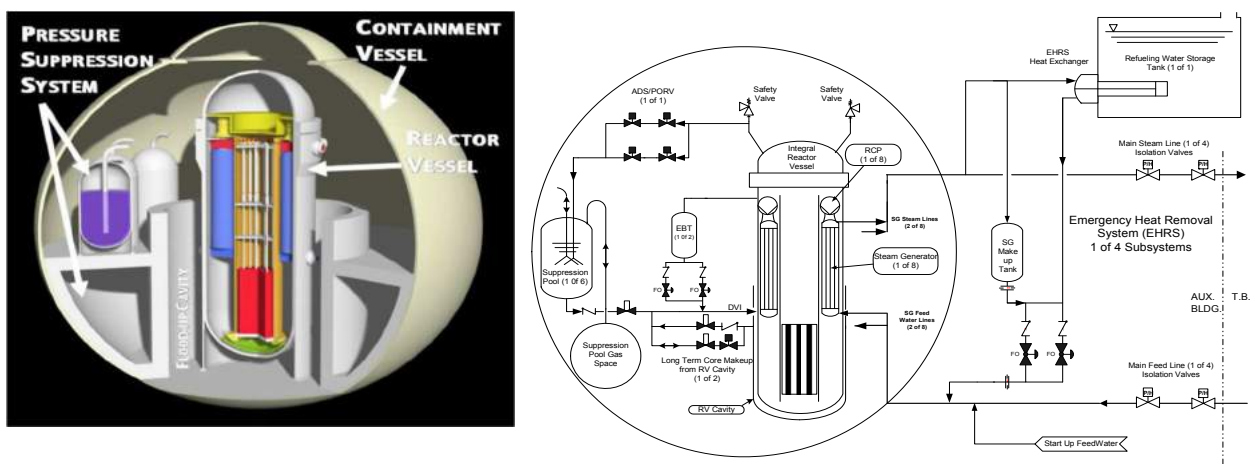 PRESSURE
SUPPRESSION
SYSTEM
CONTAINMENT
VESSEL
REACTOR
VESSEL
FLOOD-UP CAVITY
EHRS
Heat Exchanger
Refueling Water Storage
Tank (1 of 1)
ADS/PORV
(1 of 1)
Safety
Valve
Safety
Valve
Integral
Reactor
Vessel
RCP
(1 of 8)
Main Steam Line (1 of 4)
Isolation Valves
P/H
P/H
SG Steam Lines
(2 of 8)
Emergency Heat Removal
System (EHRS)
1 of 4 Subsystems
EBT
(1 0f 2)
SG
Make
up
Tank
Steam Generator
(1 of 8)
Suppression
Pool (1 0f 6)
FO
FO
DVI
SG Feed
Water Lines
(2 of 8)
AUX.
BLDG.
T.B.
FO
FO
Suppression
Pool Gas
Space
Long Term Core Makeup
from RV Cavity
(1 of 2)
Main Feed Line (1 of 4)
Isolation Valves
P/H
P/H
RV Cavity
Start Up FeedWater